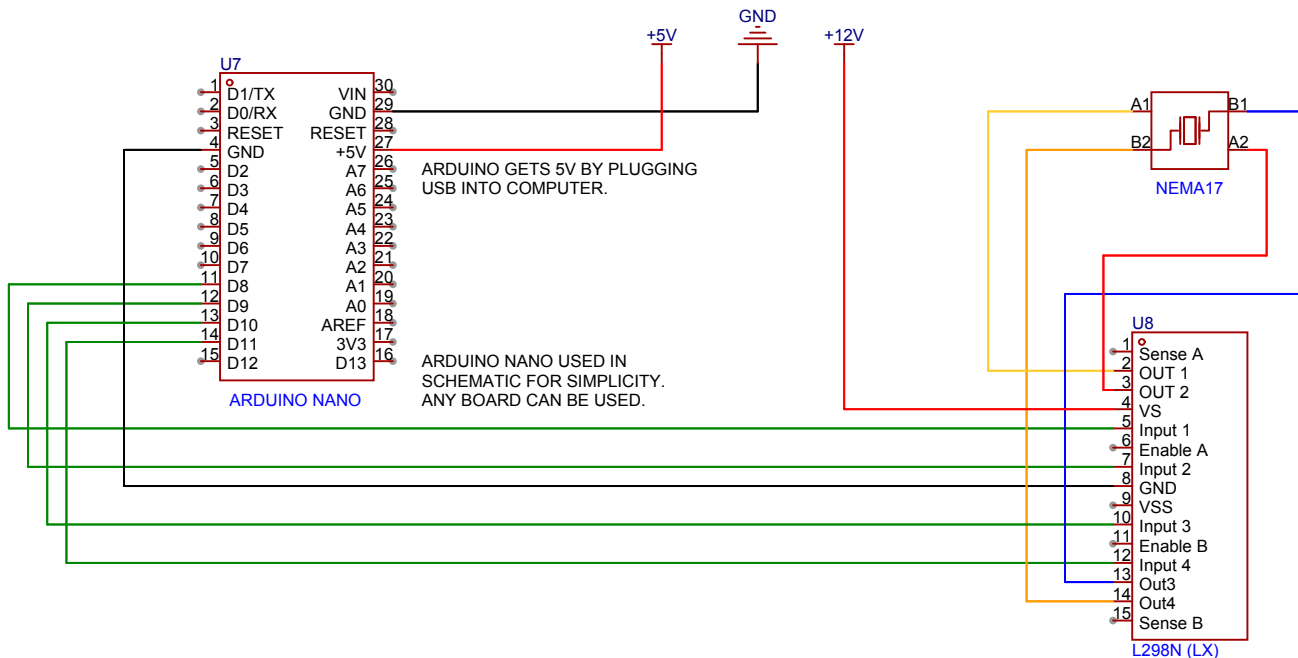 +5V
GND
+12V
U7
1 D1/TX VIN 30
2 D0/RX GND 29
3 RESET RESET 28
4 GND +5V 27
5 D2 A7 26
6 D3 A6 25
7 D4 A5 24
8 D5 A4 23
9 D6 A3 22
10 D7 A2 21
11 D8 A1 20
12 D9 A0 19
13 D10 AREF 18
14 D11 3V3 17
15 D12 D13 16
ARDUINO NANO
ARDUINO GETS 5V BY PLUGGING
USB INTO COMPUTER.
ARDUINO NANO USED IN
SCHEMATIC FOR SIMPLICITY.
ANY BOARD CAN BE USED.
A1 B1
B2 A2
NEMA17
U8
1 Sense A
2 OUT 1
3 OUT 2
4 VS
5 Input 1
6 Enable A
7 Input 2
8 GND
9 VSS
10 Input 3
11 Enable B
12 Input 4
13 Out3
14 Out4
15 Sense B
L298N (LX)